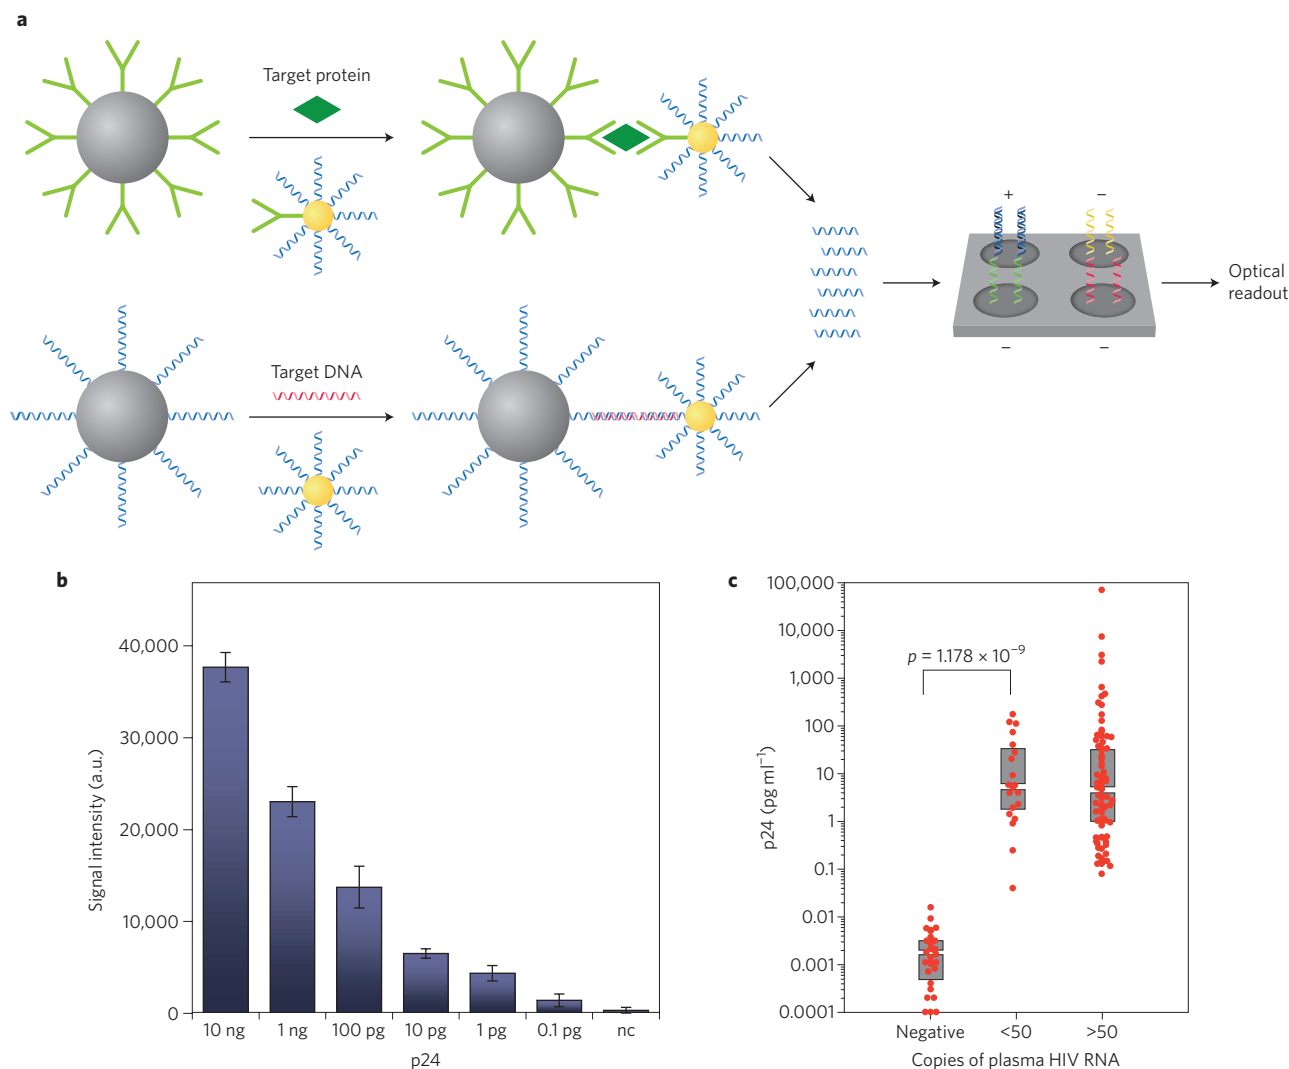 a
Target protein
+
–
Optical
readout
–
–
Target DNA
b
Signal intensity (a.u.)
40,000
30,000
20,000
10,000
0
10 ng
1 ng
100 pg
10 pg
1 pg
0.1 pg
nc
p24
c
p24 (pg ml⁻¹)
100,000
10,000
1,000
100
10
1
0.1
0.01
0.001
0.0001
p = 1.178 × 10⁻⁹
Negative
<50
>50
Copies of plasma HIV RNA